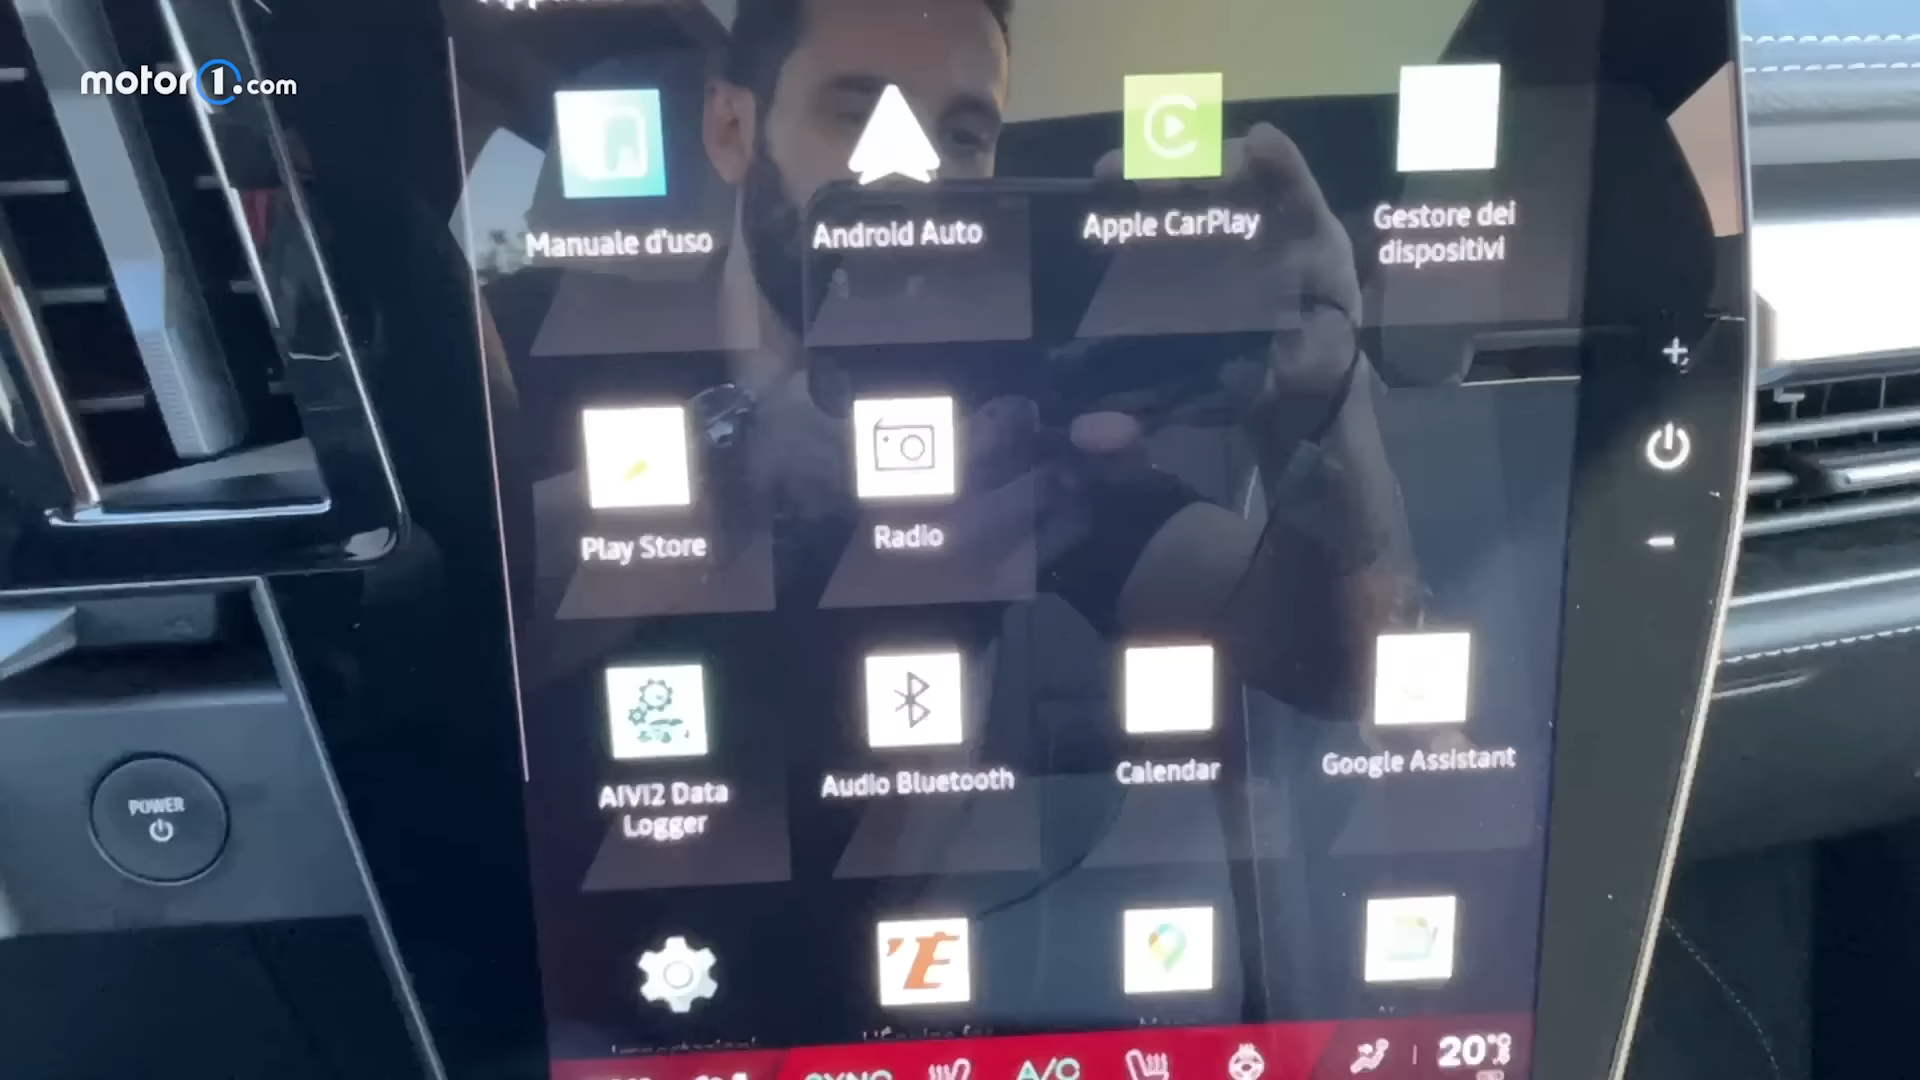 motor1.com
Manuale d'uso
Android Auto
Apple CarPlay
Gestore dei
dispositivi
Play Store
Radio
AIVI2 Data
Logger
Audio Bluetooth
Calendar
Google Assistant
POWER
SYNC
A/C
20°